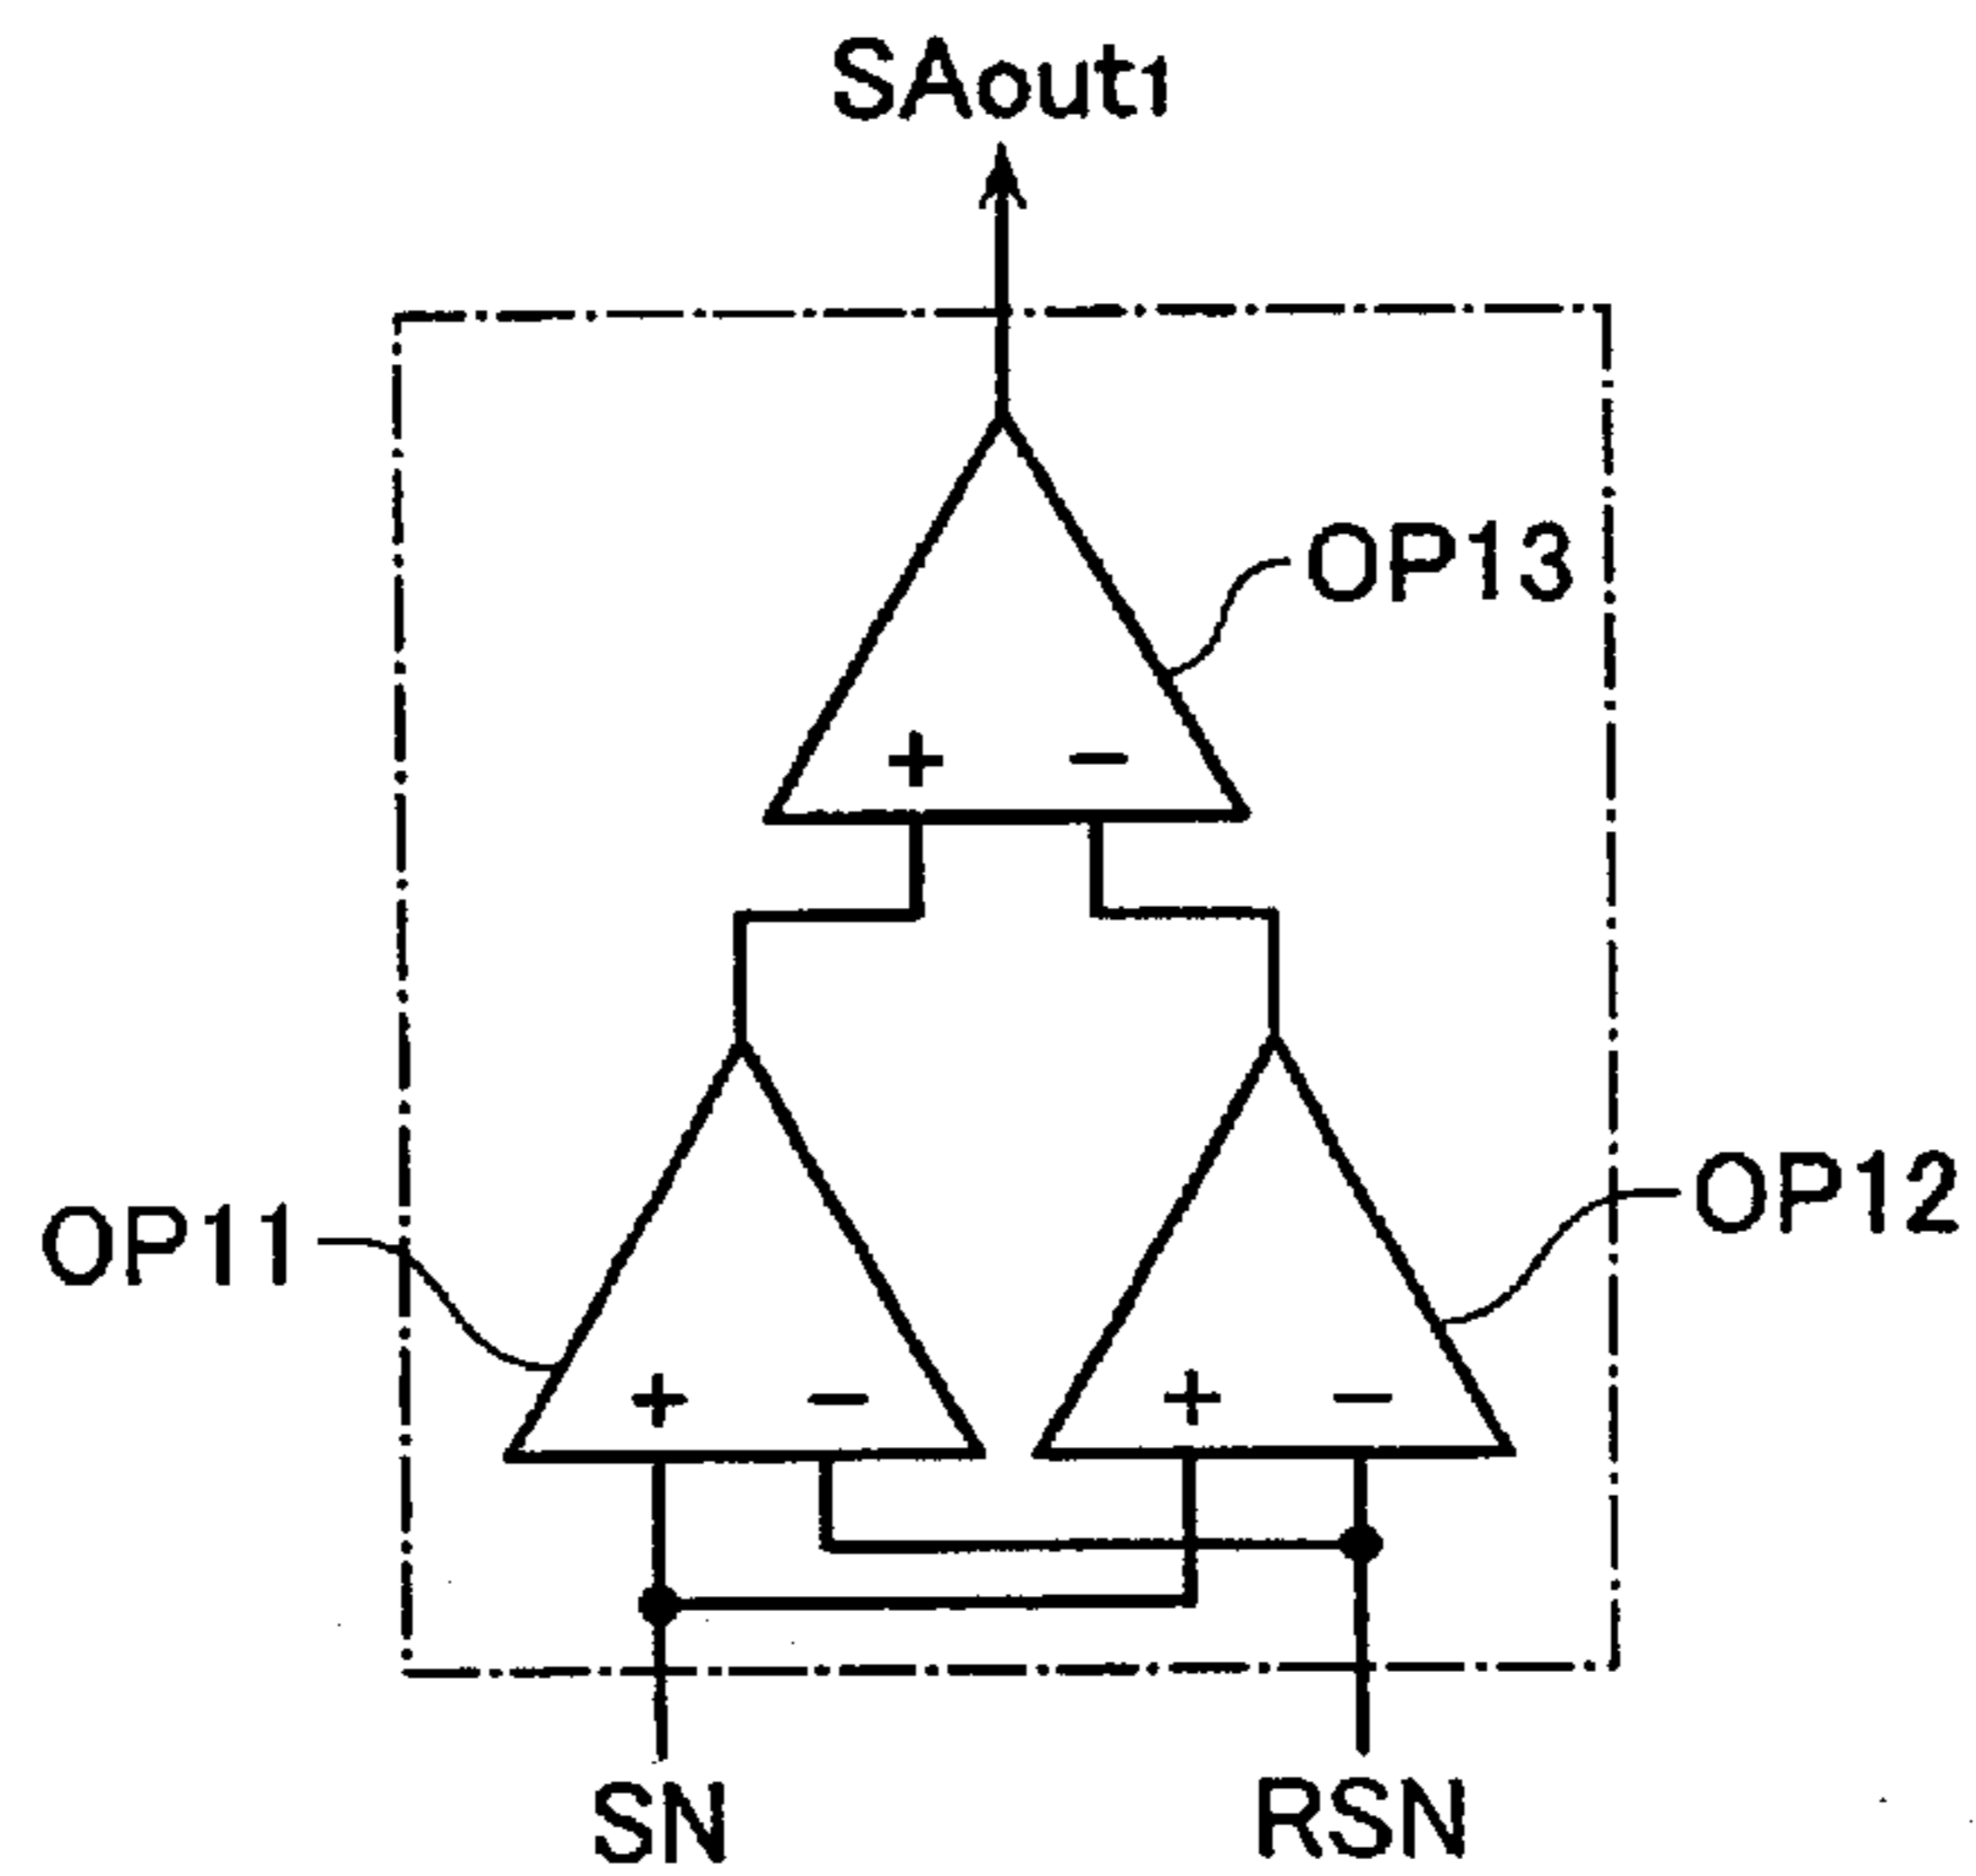 SAout1
OP13
+ −
OP12
OP11
+ − + −
SN RSN